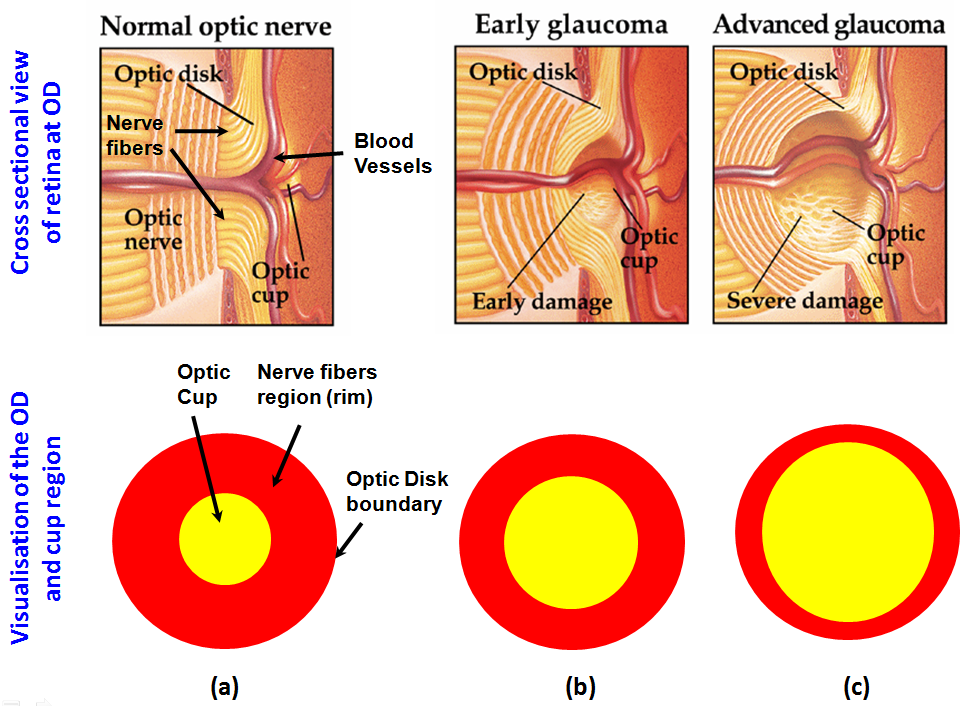 Normal optic nerve
Early glaucoma
Advanced glaucoma
Cross sectional view
of retina at OD
Optic disk
Nerve
fibers
Blood
Vessels
Optic
nerve
Optic
cup
Optic disk
Optic
cup
Early damage
Optic disk
Optic
cup
Severe damage
Visualisation of the OD
and cup region
Optic
Cup
Nerve fibers
region (rim)
Optic Disk
boundary
(a)
(b)
(c)